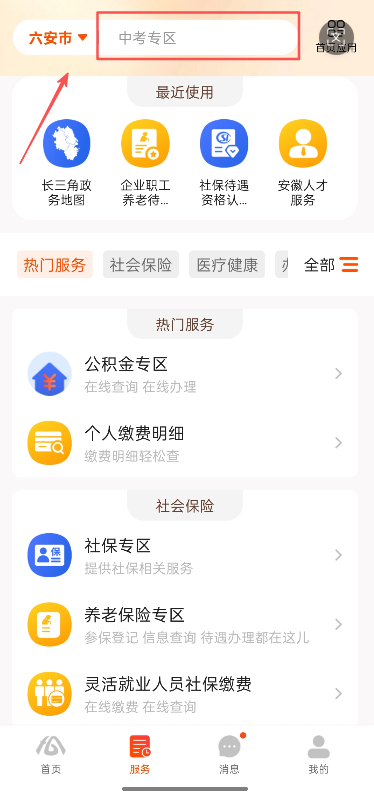 六安市
中考专区
首页应用
最近使用
长三角政
务地图
企业职工
养老待...
社保待遇
资格认...
安徽人才
服务
热门服务
社会保险
医疗健康
全部
热门服务
公积金专区
在线查询 在线办理
个人缴费明细
缴费明细轻松查
社会保险
社保专区
提供社保相关服务
养老保险专区
参保登记 信息查询 待遇办理都在这儿
灵活就业人员社保缴费
在线缴费 在线查询
首页
服务
消息
我的